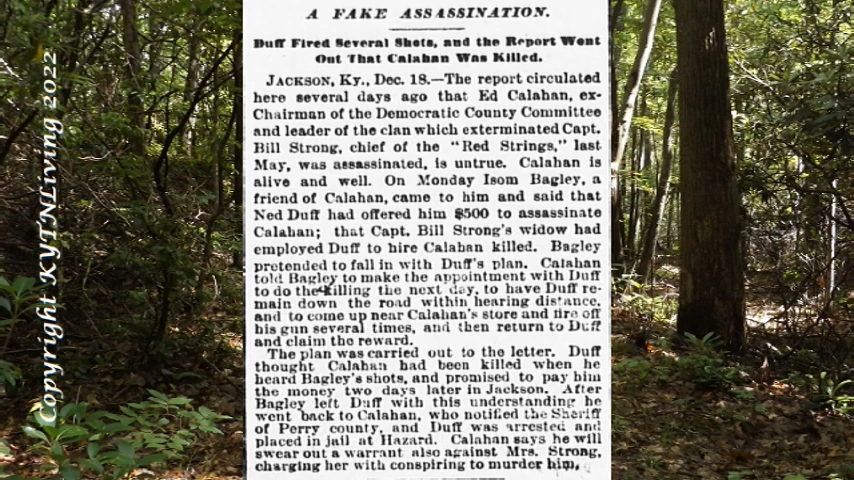 A FAKE ASSASSINATION.
Duff Fired Several Shots, and the Report Went
Out That Calahan Was Killed.
JACKSON, KY., Dec. 18.—The report circulated
here several days ago that Ed Calahan, ex-
Chairman of the Democratic County Committee
and leader of the clan which exterminated Capt.
Bill Strong, chief of the "Red Strings," last
May, was assassinated, is untrue. Calahan is
alive and well. On Monday Isom Bagley, a
friend of Calahan, came to him and said that
Ned Duff had offered him $500 to assassinate
Calahan; that Capt. Bill Strong's widow had
employed Duff to hire Calahan killed. Bagley
pretended to fall in with Duff's plan. Calahan
told Bagley to make the appointment with Duff
to do the killing the next day, to have Duff re-
main down the road within hearing distance,
and to come up near Calahan's store and fire off
his gun several times, and then return to Duff
and claim the reward.
The plan was carried out to the letter. Duff
thought Calahan had been killed when he
heard Bagley's shots, and promised to pay him
the money two days later in Jackson. After
Bagley left Duff with this understanding he
went back to Calahan, who notified the Sheriff
of Perry county, and Duff was arrested and
placed in jail at Hazard. Calahan says he will
swear out a warrant also against Mrs. Strong,
charging her with conspiring to murder him.
Copyright KYTNLiving 2022